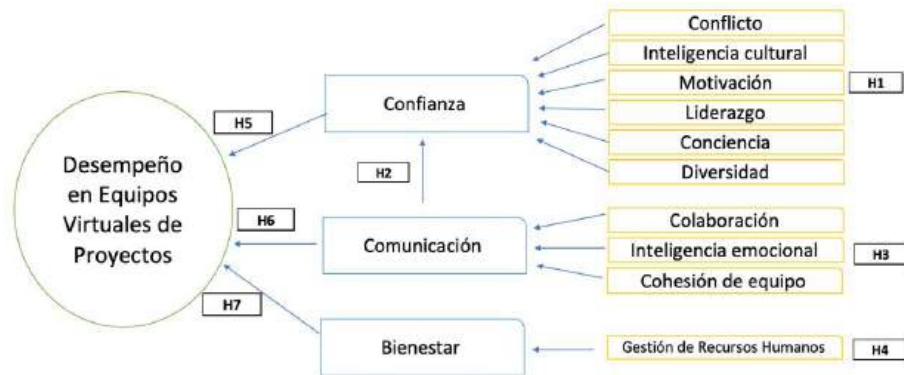 Conflicto
Inteligencia cultural
Motivación
H1
Confianza
Liderazgo
H5
Conciencia
Diversidad
H2
Desempeño
en Equipos
Virtuales de
Proyectos
Colaboración
H6
Comunicación
Inteligencia emocional
H3
Cohesión de equipo
H7
Bienestar
Gestión de Recursos Humanos
H4